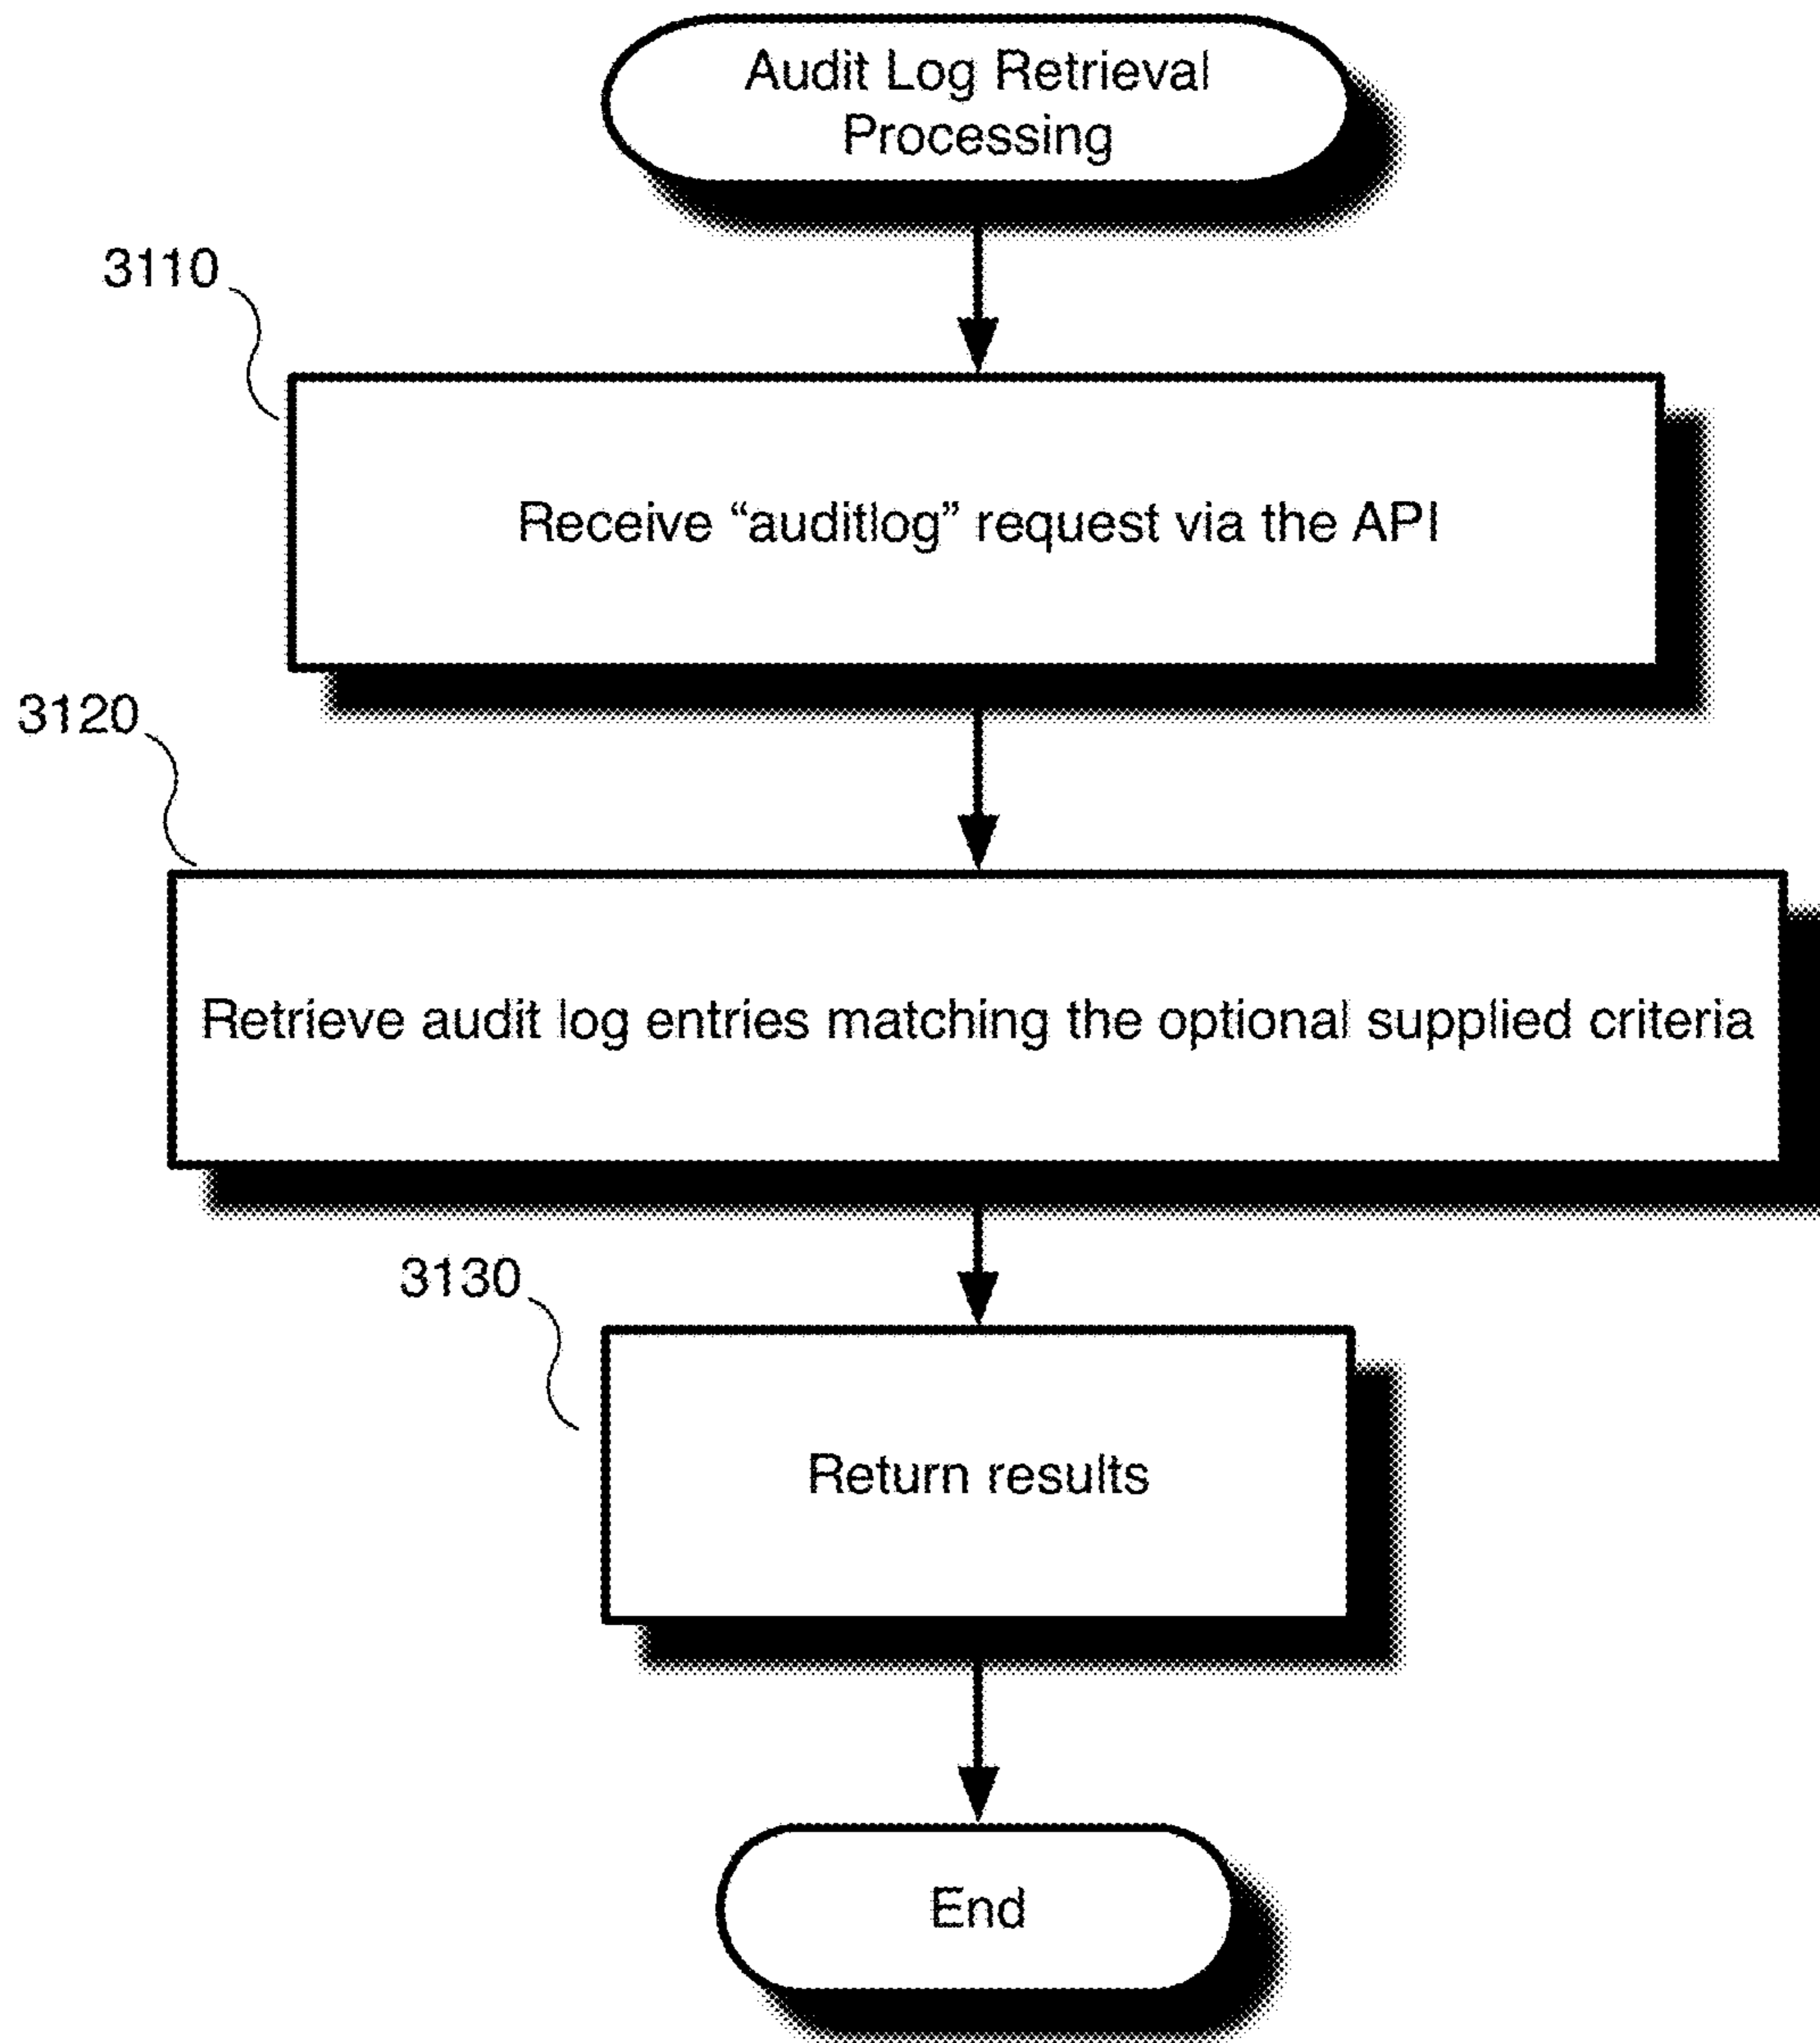 Audit Log Retrieval
Processing
3110
Receive “auditlog” request via the API
3120
Retrieve audit log entries matching the optional supplied criteria
3130
Return results
End